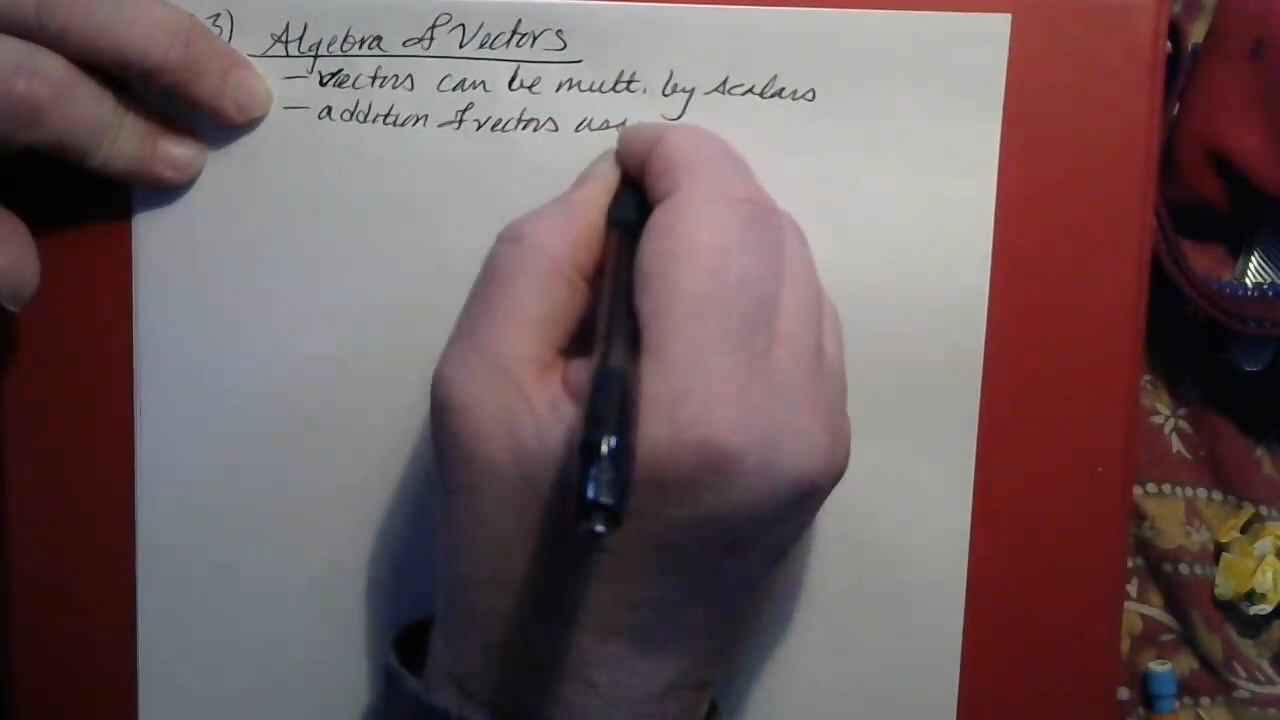 3) Algebra of Vectors
– vectors can be mult. by scalars
– addition of vectors